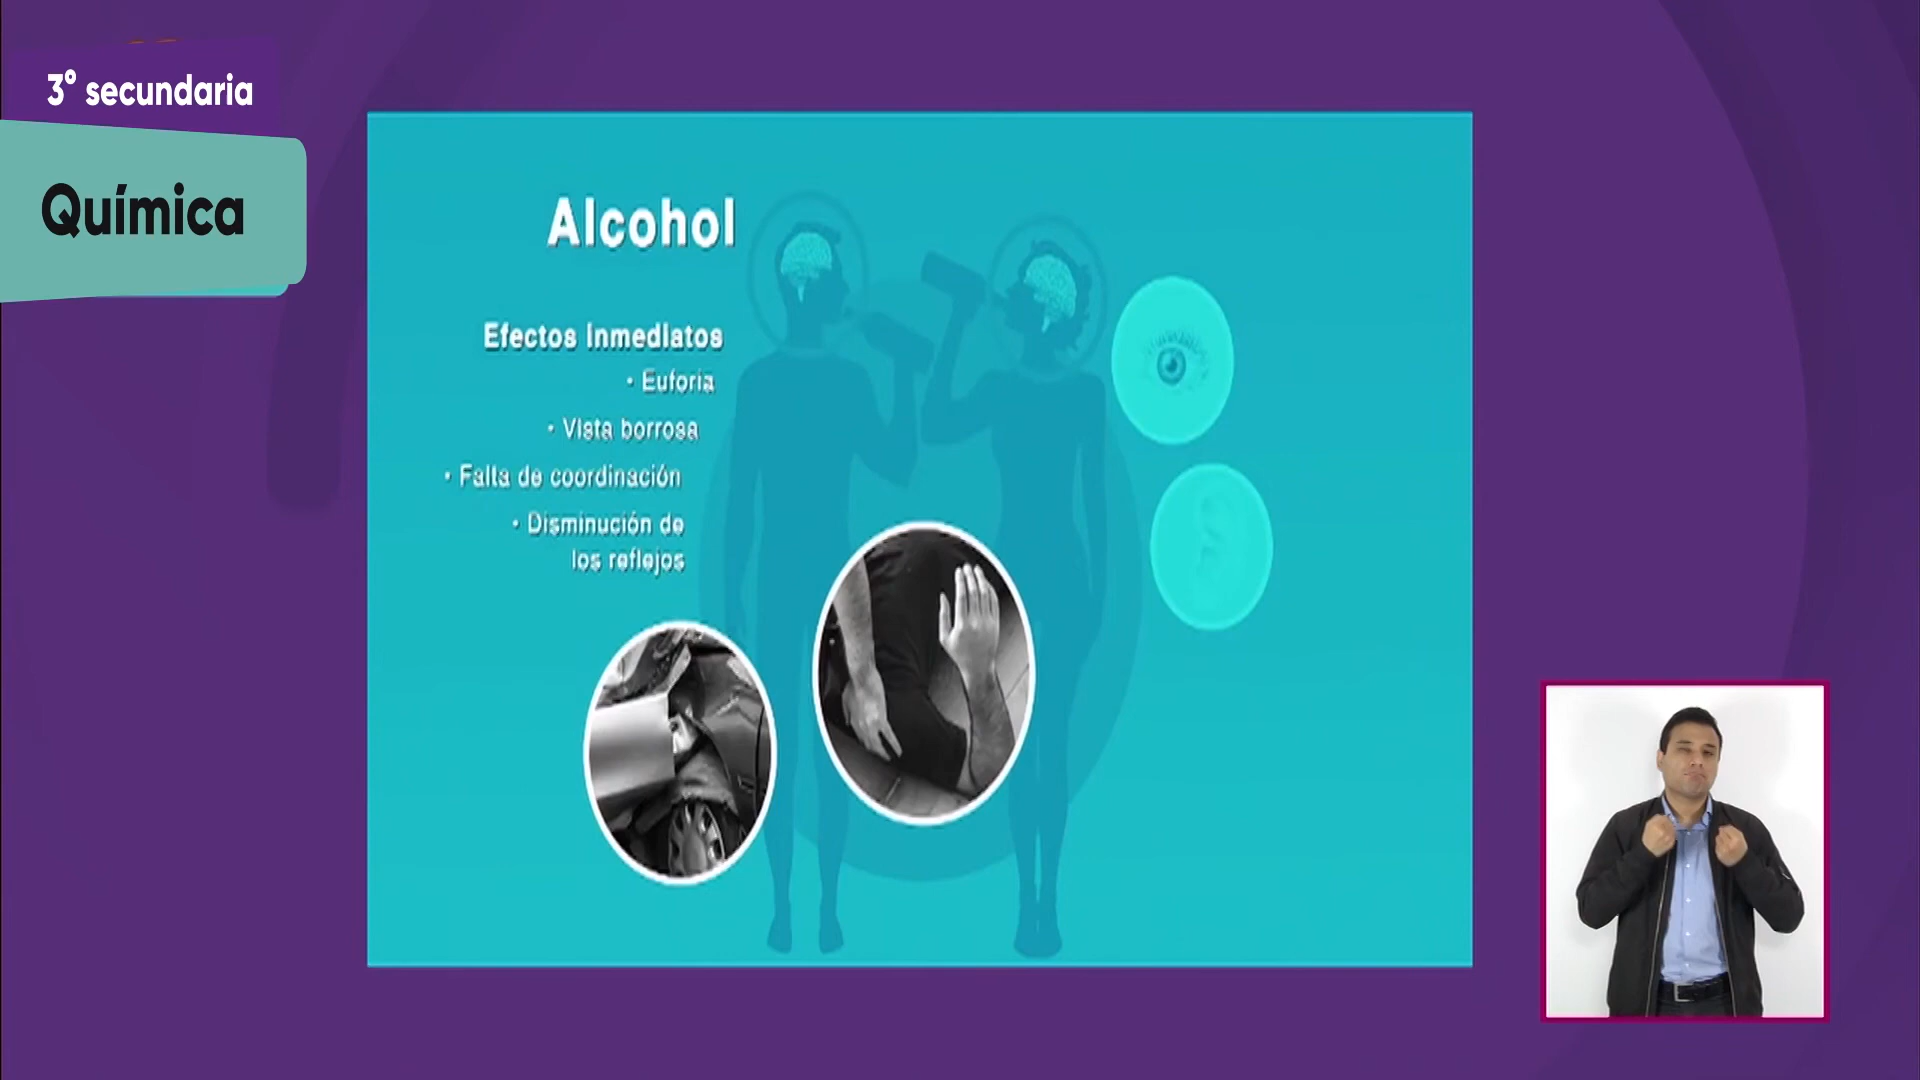 3° secundaria
Química
Alcohol
Efectos Inmediatos
• Euforia
• Vista borrosa
• Falta de coordinación
• Disminución de
los reflejos